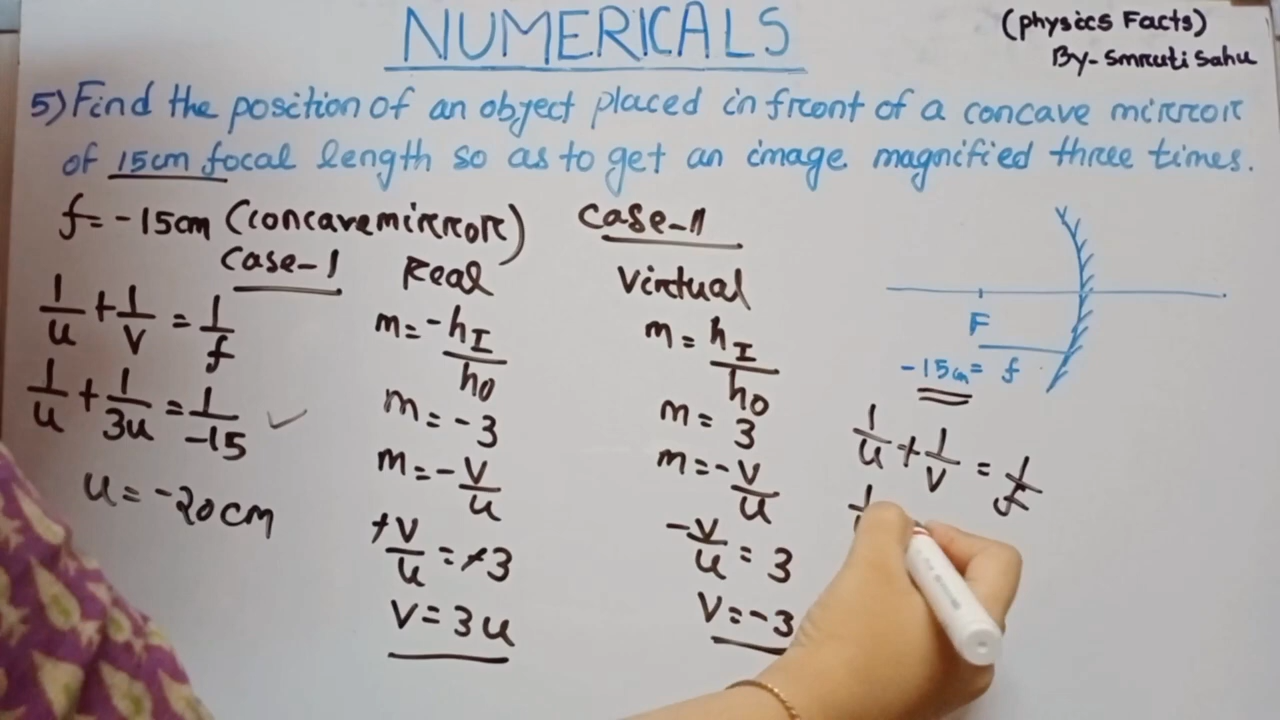 NUMERICALS
(physics Facts)
By- Smruti Sahu
5) Find the position of an object placed in front of a concave mirror
of 15cm focal length so as to get an image magnified three times.
f = -15cm (concave mirror)
Case-1
1/u + 1/v = 1/f
1/u + 1/3u = 1/-15 ✓
u = -20cm
Real
m = -hI/ho
m = -3
m = -v/u
+v/u = +3
v = 3u
Case-11
Virtual
m = hI/ho
m = 3
m = -v/u
-v/u = 3
v = -3
F
-15cm = f
1/u + 1/v = 1/f